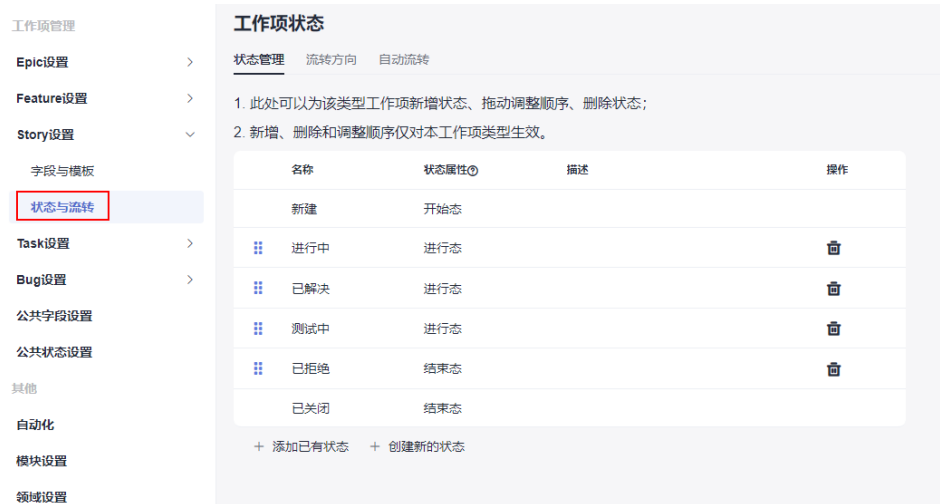 工作项管理
Epic设置
Feature设置
Story设置
字段与模板
状态与流转
Task设置
Bug设置
公共字段设置
公共状态设置
其他
自动化
模块设置
领域设置
工作项状态
状态管理 流转方向 自动流转
1. 此处可以为该类型工作项新增状态、拖动调整顺序、删除状态；
2. 新增、删除和调整顺序仅对本工作项类型生效。
名称 状态属性 描述 操作
新建 开始态
进行中 进行态
已解决 进行态
测试中 进行态
已拒绝 结束态
已关闭 结束态
+ 添加已有状态 + 创建新的状态